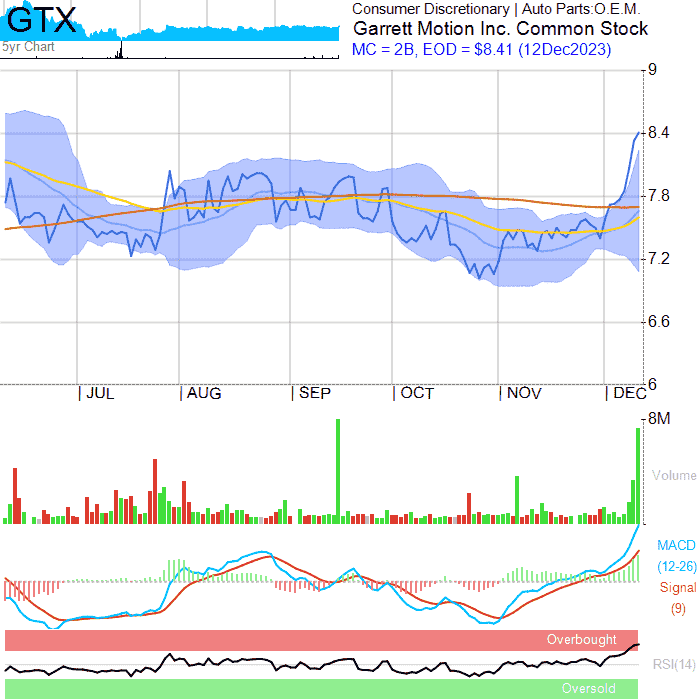 GTX
5yr Chart
Consumer Discretionary | Auto Parts:O.E.M.
Garrett Motion Inc. Common Stock
MC = 2B, EOD = $8.41 (12Dec2023)
9
8.4
7.8
7.2
6.6
6
| JUL | AUG | SEP | OCT | NOV | DEC
8M
Volume
MACD
(12-26)
Signal
(9)
Overbought
RSI(14)
Oversold